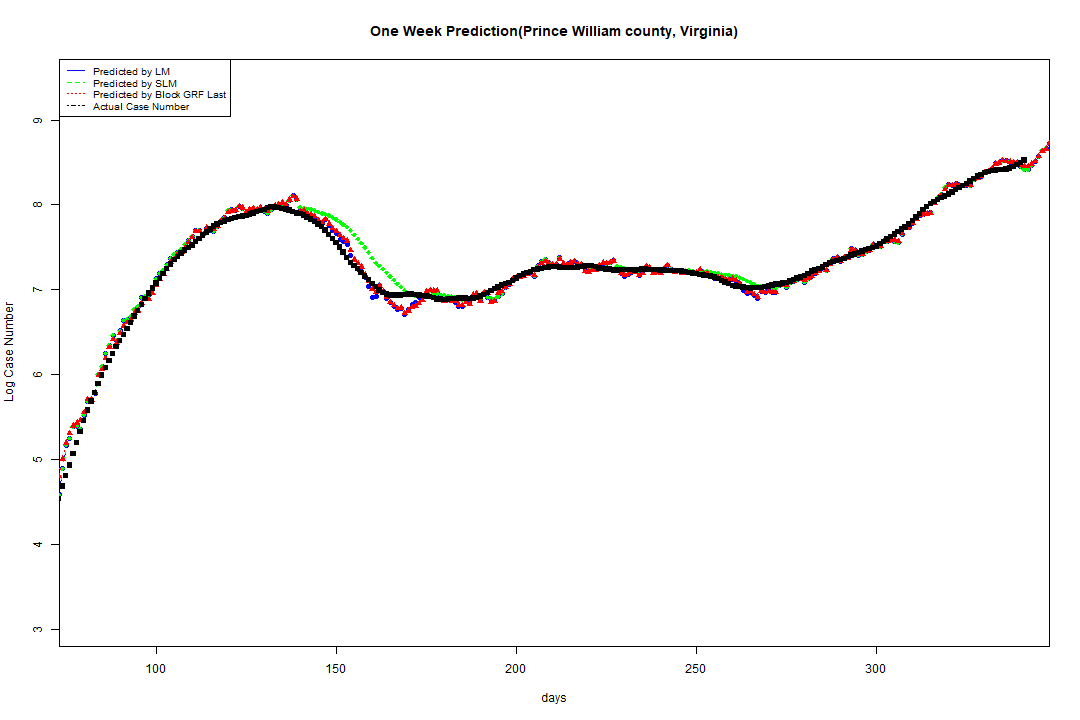 One Week Prediction(Prince William county, Virginia)
Predicted by LM
Predicted by SLM
Predicted by Block GRF Last
Actual Case Number
9
8
7
6
5
4
3
Log Case Number
100 150 200 250 300
days